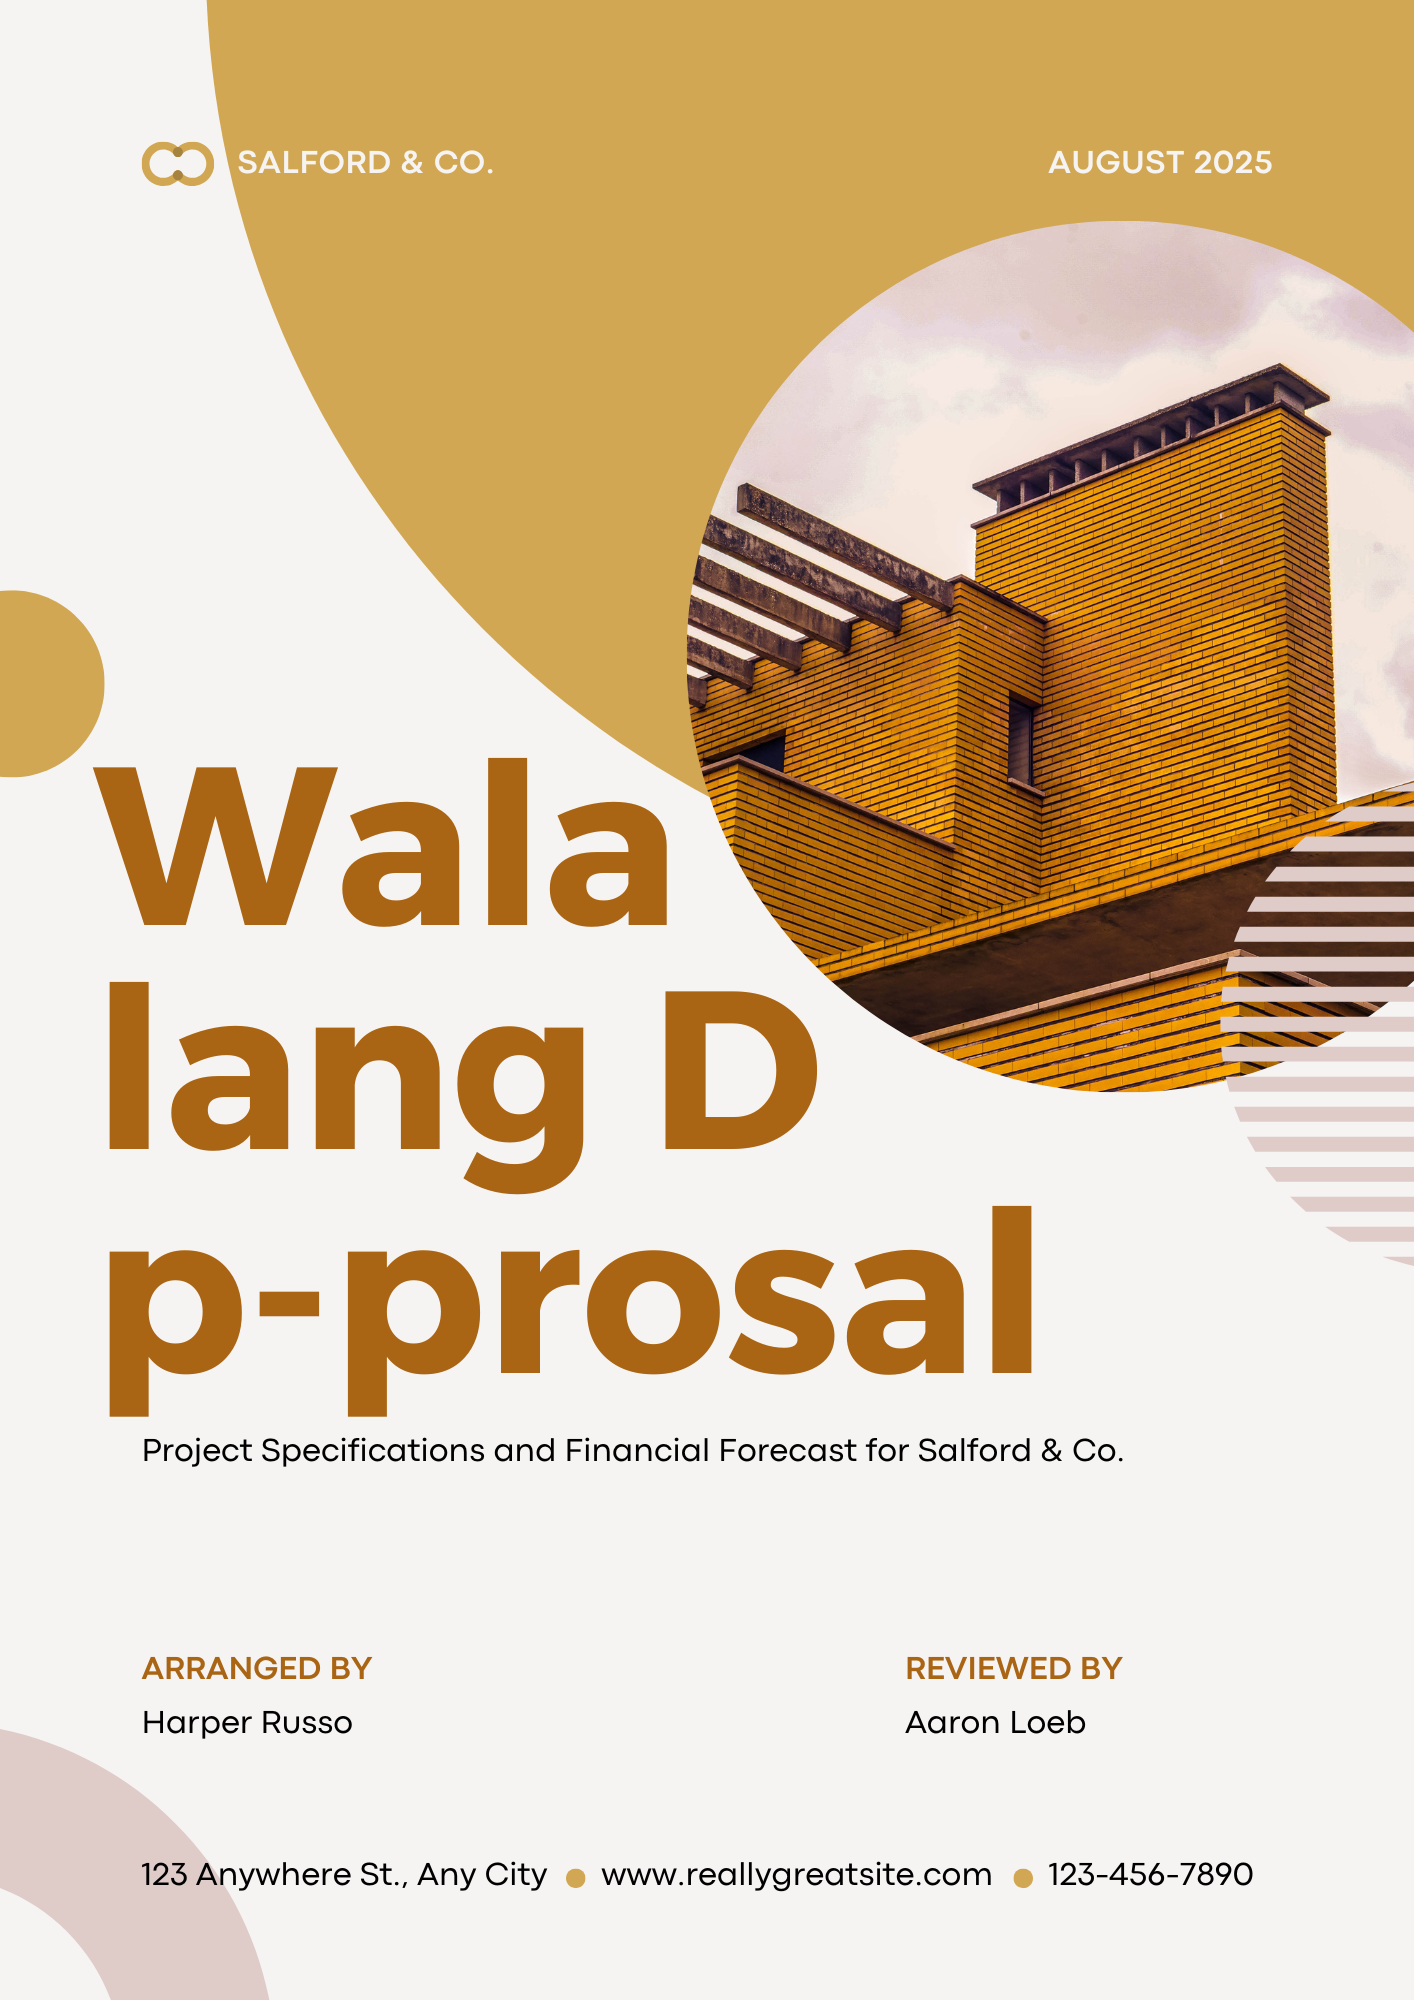 SALFORD & CO.
AUGUST 2025
Wala
lang D
p-prosal
Project Specifications and Financial Forecast for Salford & Co.
ARRANGED BY
Harper Russo
REVIEWED BY
Aaron Loeb
123 Anywhere St., Any City ● www.reallygreatsite.com ● 123-456-7890